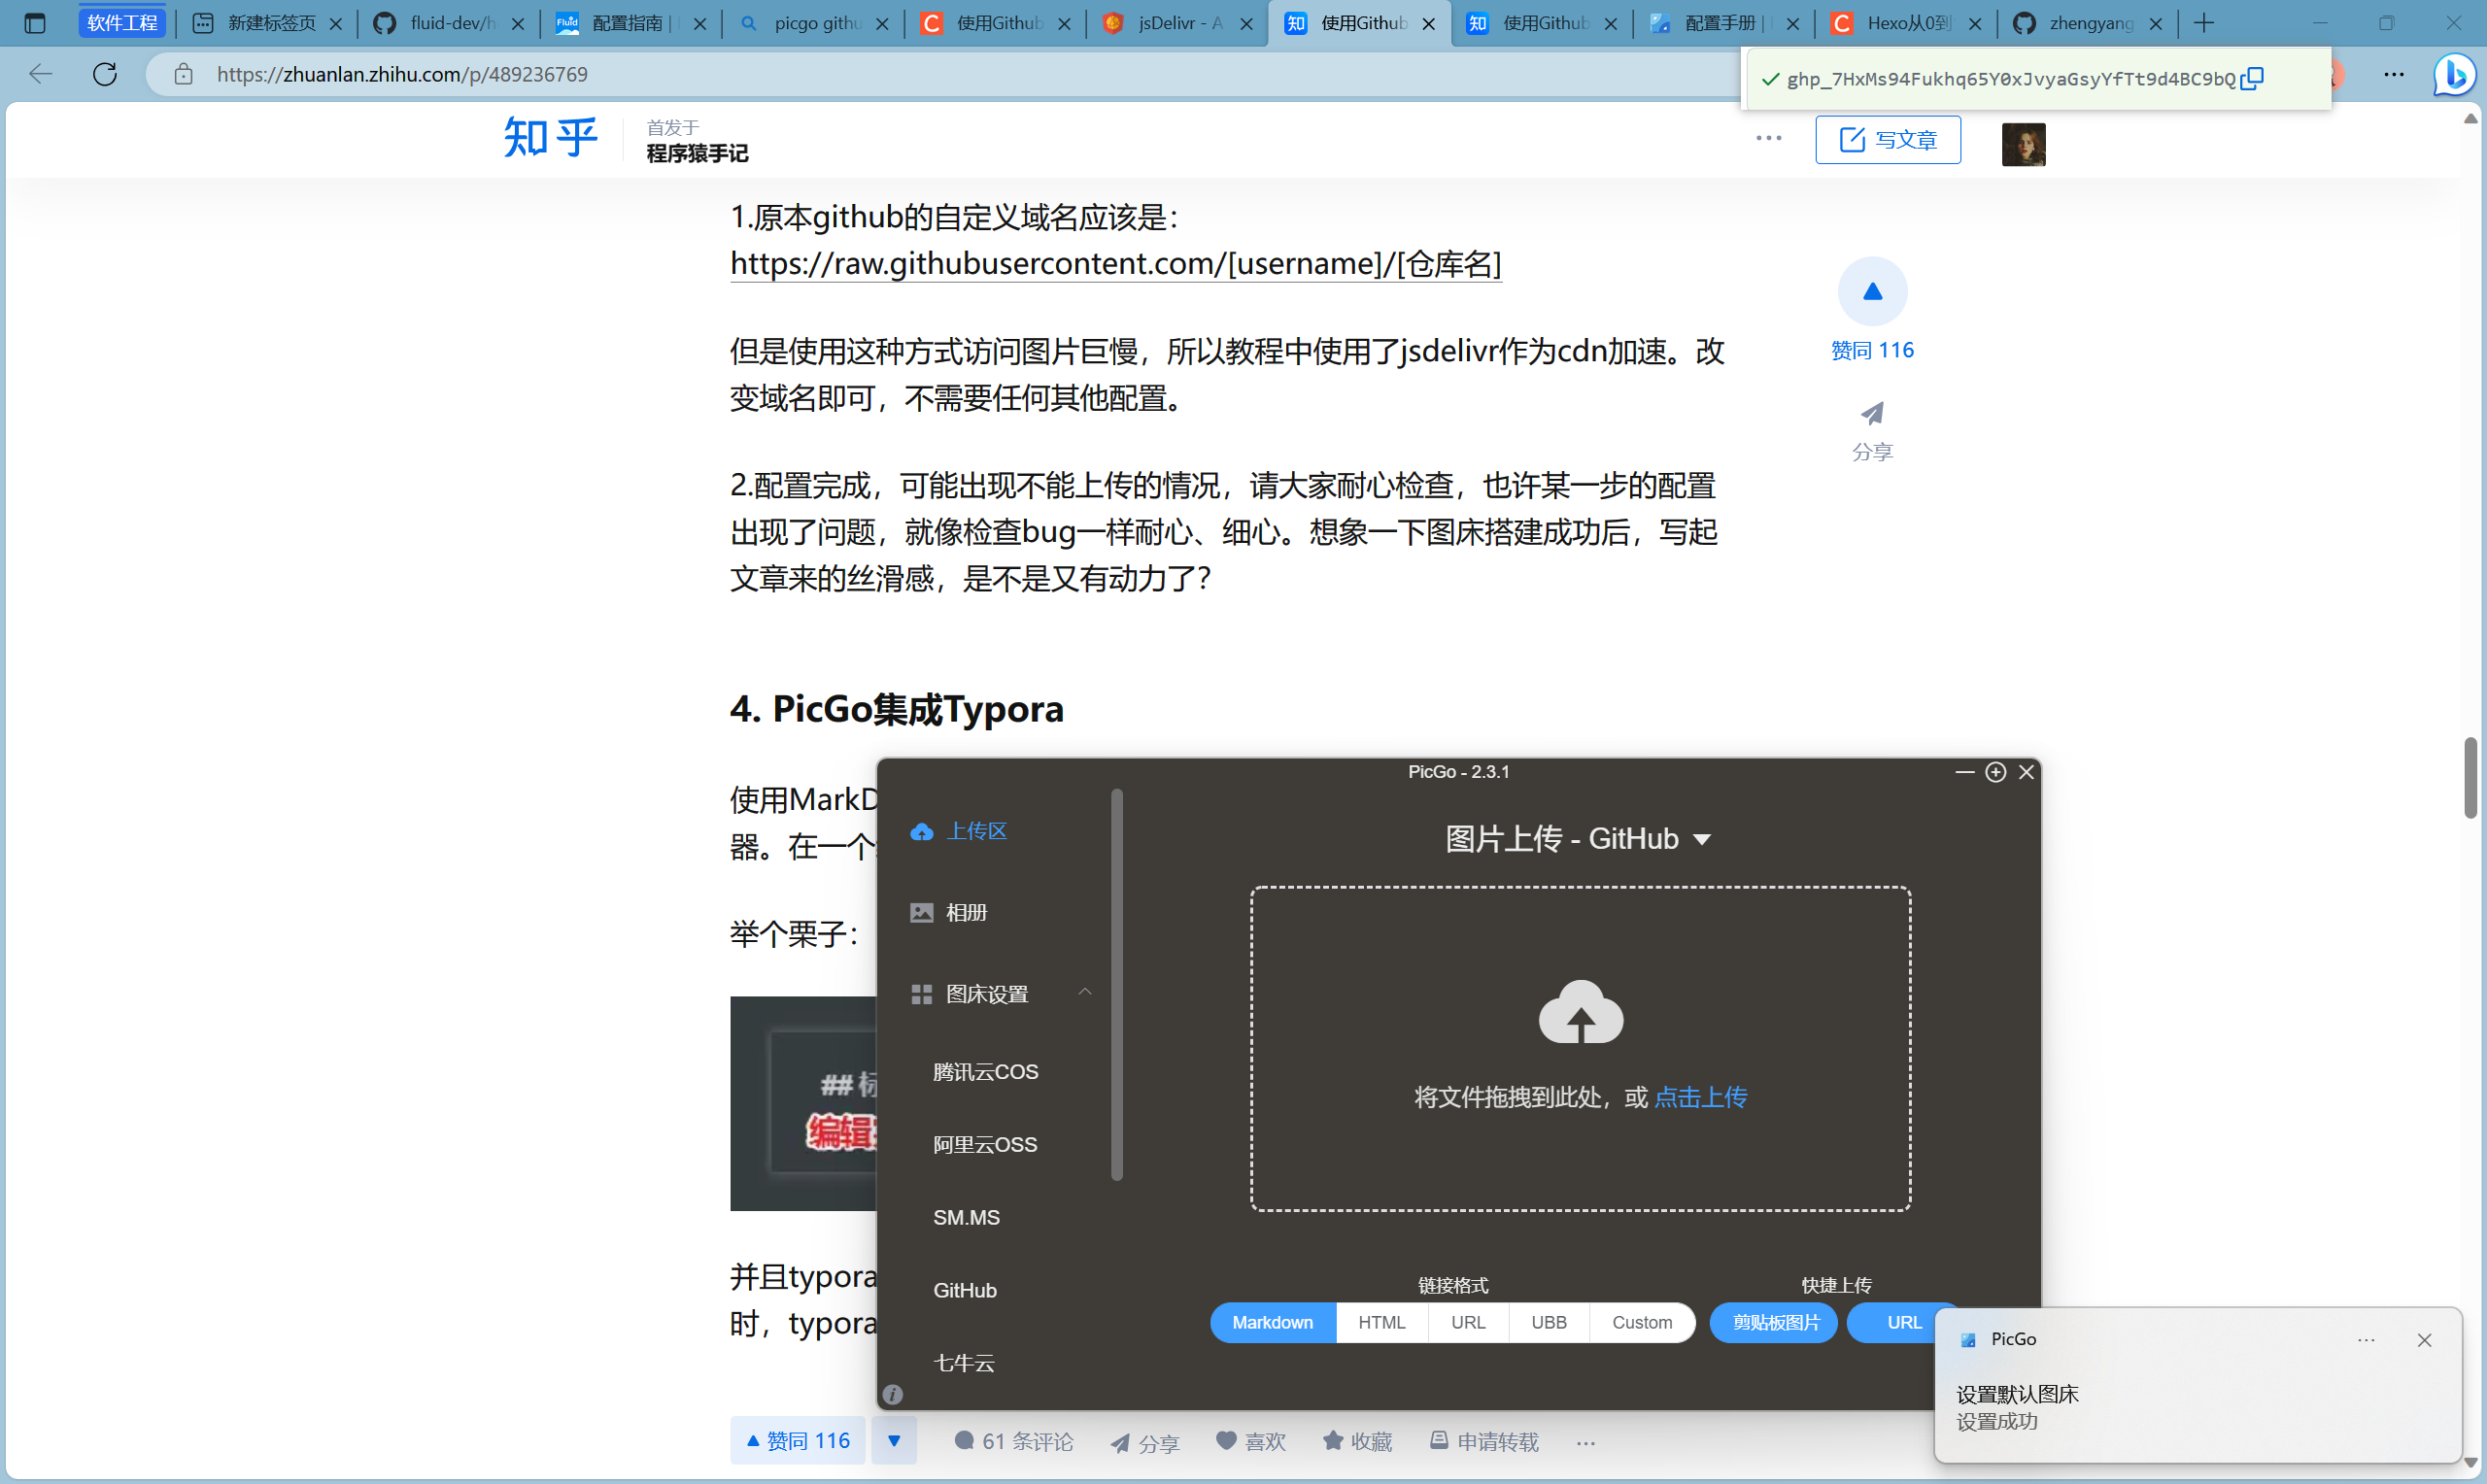 软件工程
新建标签页
fluid-dev/h
配置指南 |
picgo githu
使用Github
jsDelivr - A
使用Github
使用Github
配置手册 |
Hexo从0到
zhengyang
https://zhuanlan.zhihu.com/p/489236769
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
知乎
首发于
程序猿手记
写文章
1.原本github的自定义域名应该是：
https://raw.githubusercontent.com/[username]/[仓库名]
但是使用这种方式访问图片巨慢，所以教程中使用了jsdelivr作为cdn加速。改
变域名即可，不需要任何其他配置。
2.配置完成，可能出现不能上传的情况，请大家耐心检查，也许某一步的配置
出现了问题，就像检查bug一样耐心、细心。想象一下图床搭建成功后，写起
文章来的丝滑感，是不是又有动力了？
赞同 116
分享
4. PicGo集成Typora
使用MarkD
器。在一个
举个栗子：
## 标
编辑
并且typora
时，typora
PicGo - 2.3.1
上传区
相册
图床设置
腾讯云COS
阿里云OSS
SM.MS
GitHub
七牛云
图片上传 - GitHub
将文件拖拽到此处，或 点击上传
链接格式
快捷上传
Markdown
HTML
URL
UBB
Custom
剪贴板图片
URL
PicGo
设置默认图床
设置成功
赞同 116
61 条评论
分享
喜欢
收藏
申请转载